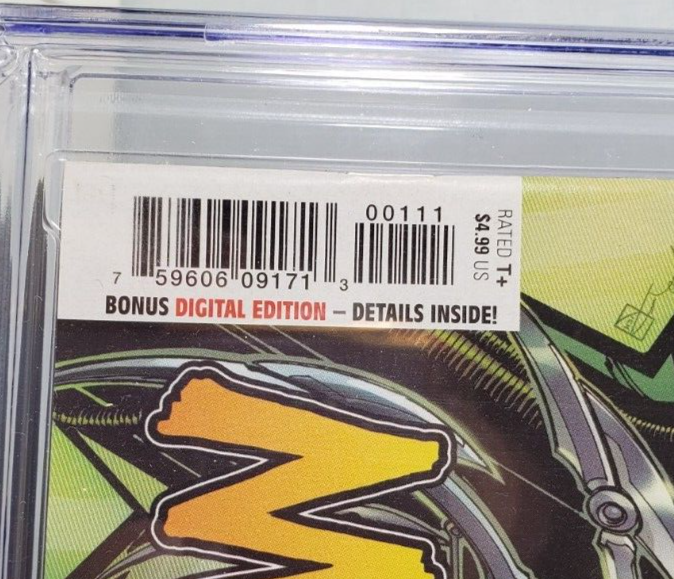 00111
7 59606 09171 3
RATED T+
$4.99 US
BONUS DIGITAL EDITION – DETAILS INSIDE!